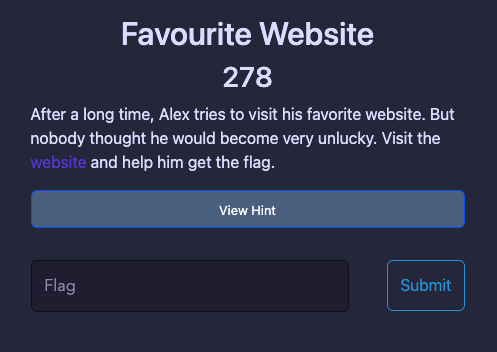 Favourite Website
278
After a long time, Alex tries to visit his favorite website. But
nobody thought he would become very unlucky. Visit the
website and help him get the flag.
View Hint
Flag
Submit